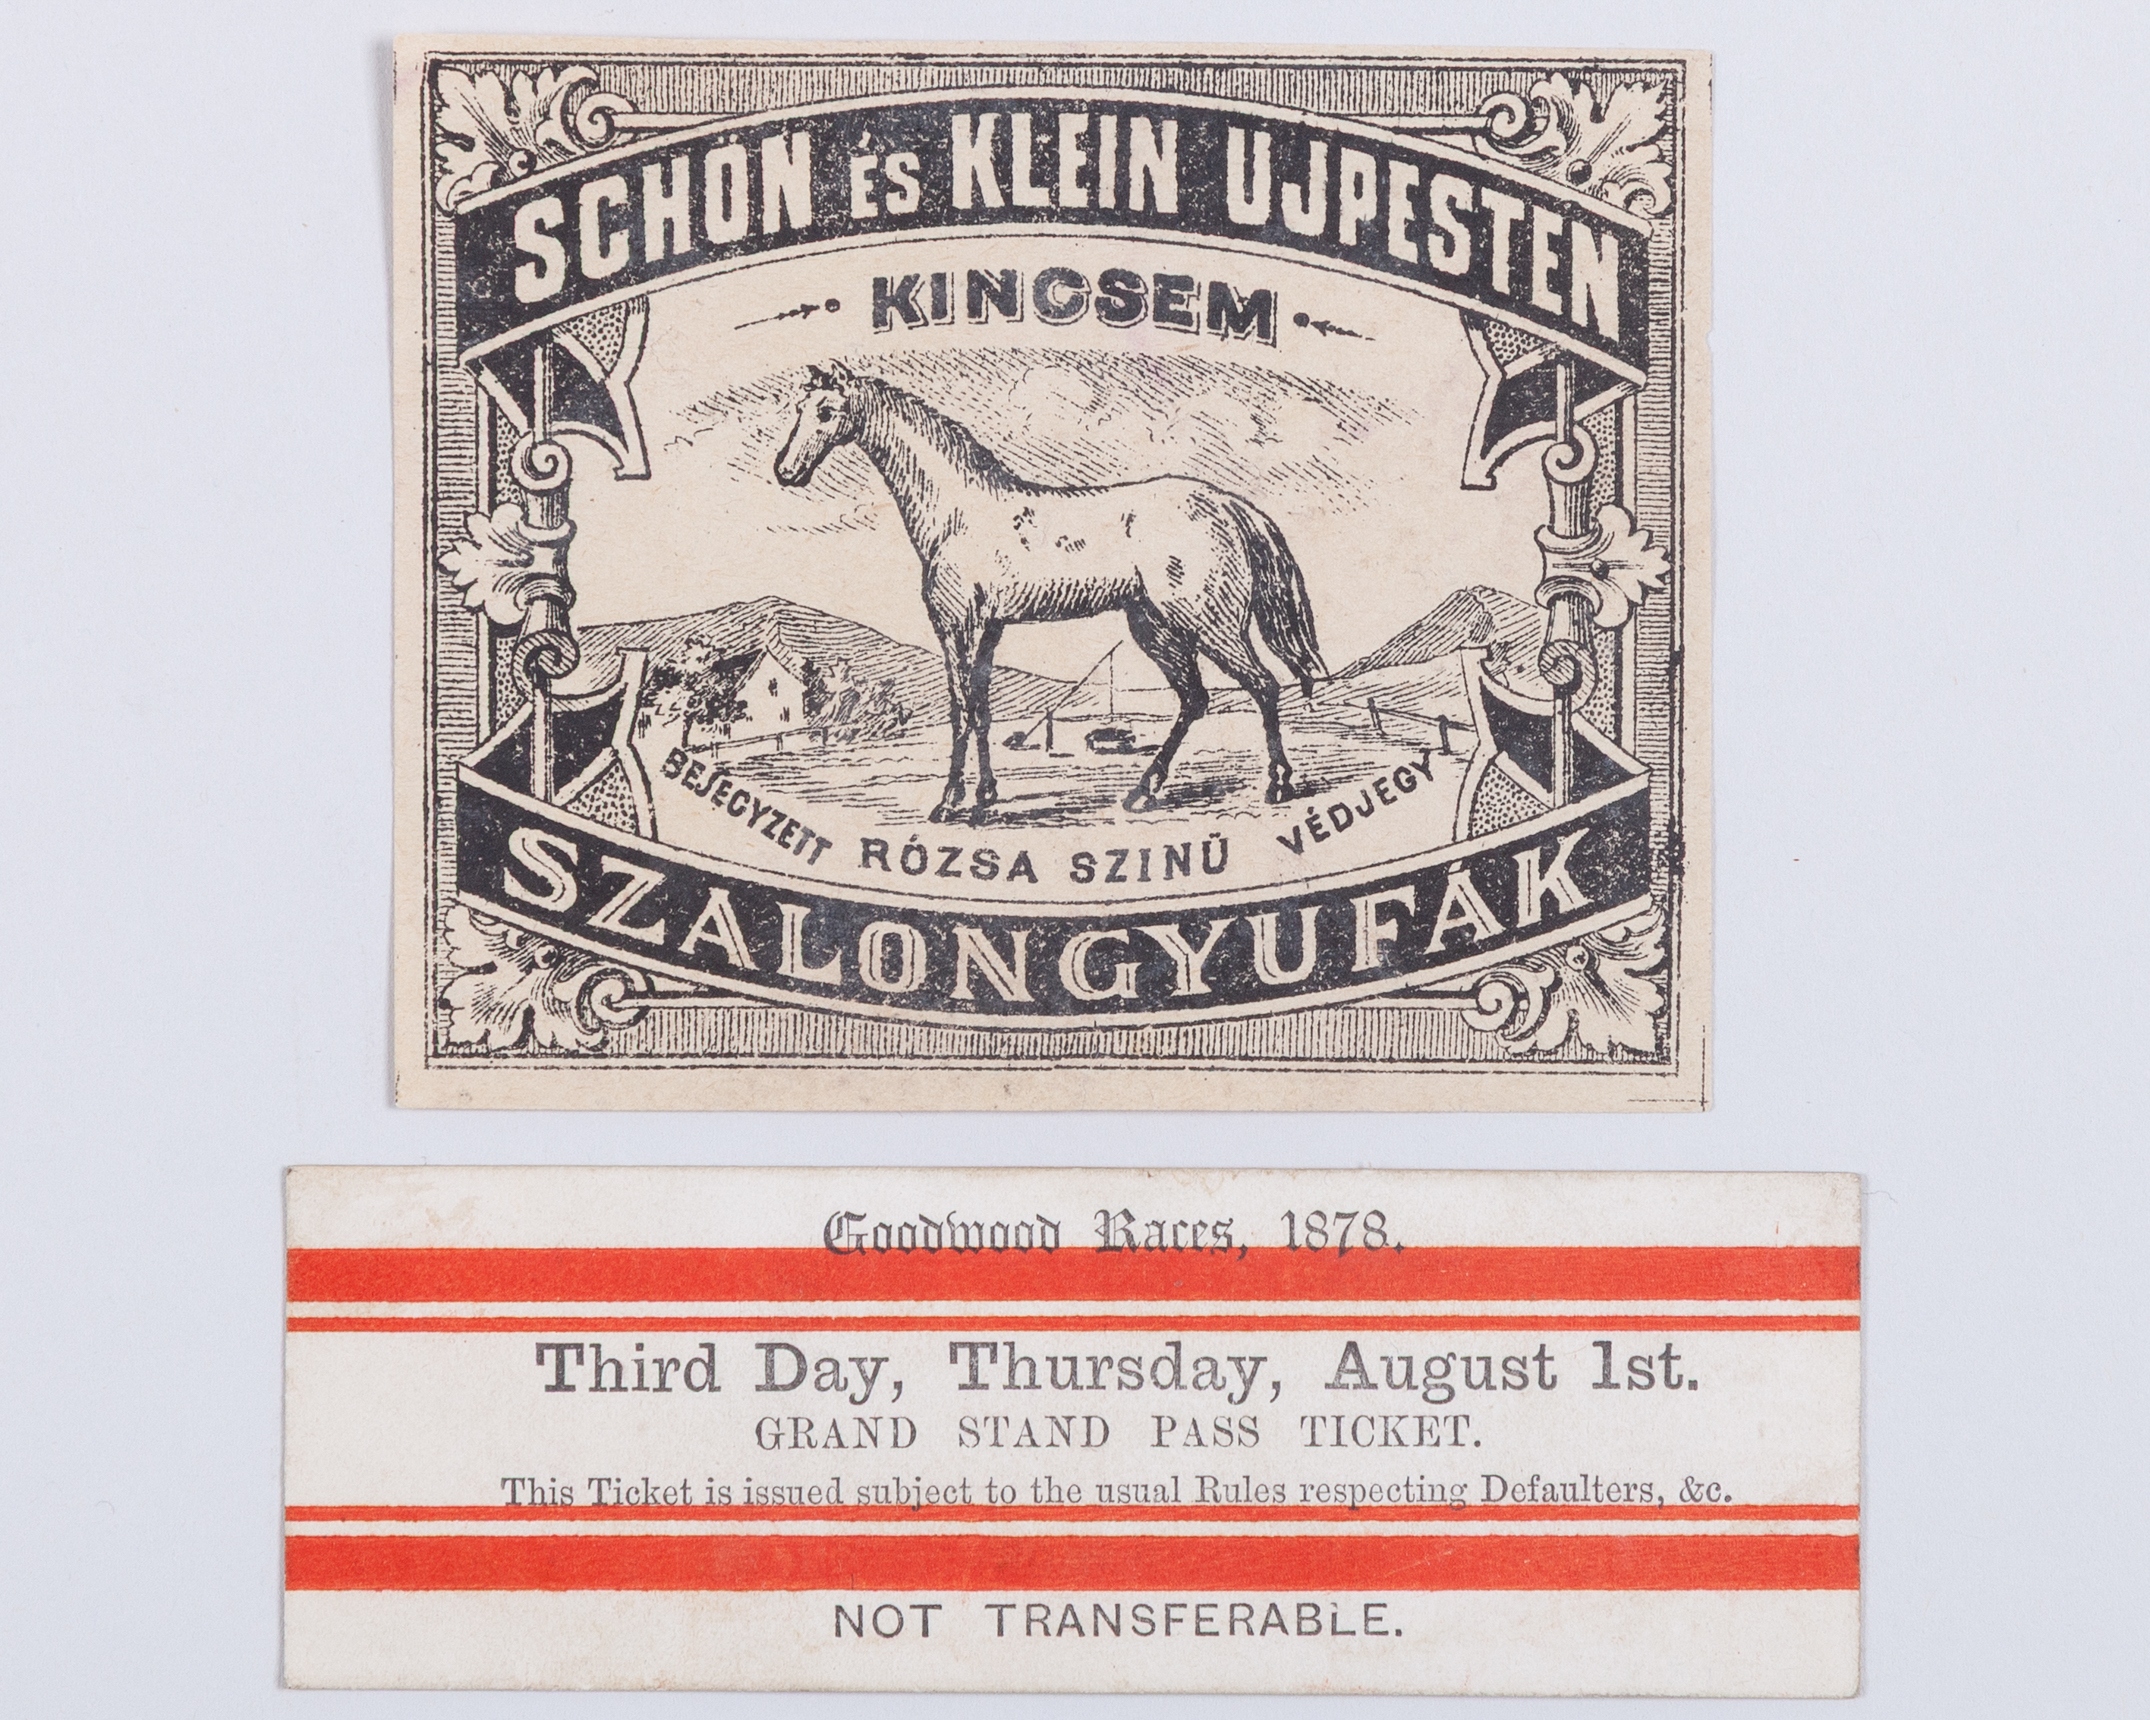 SCHÖN ÉS KLEIN UJPESTEN
KINCSEM
BEJEGYZETT RÓZSA SZINŰ VÉDJEGY
SZALONGYUFÁK
Goodwood Races, 1878.
Third Day, Thursday, August 1st.
GRAND STAND PASS TICKET.
This Ticket is issued subject to the usual Rules respecting Defaulters, &c.
NOT TRANSFERABLE.